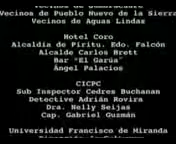 Vecinos de Pueblo Nuevo de la Sierra
Vecinos de Aguas Lindas
Hotel Coro
Alcaldía de Píritu. Edo. Falcón
Alcalde Carlos Brett
Bar "El Garúa"
Ángel Palacios
CICPC
Sub Inspector Cedres Buchanan
Detective Adrián Rovira
Dra. Nelly Seijas
Cap. Gabriel Guzmán
Universidad Francisco de Miranda